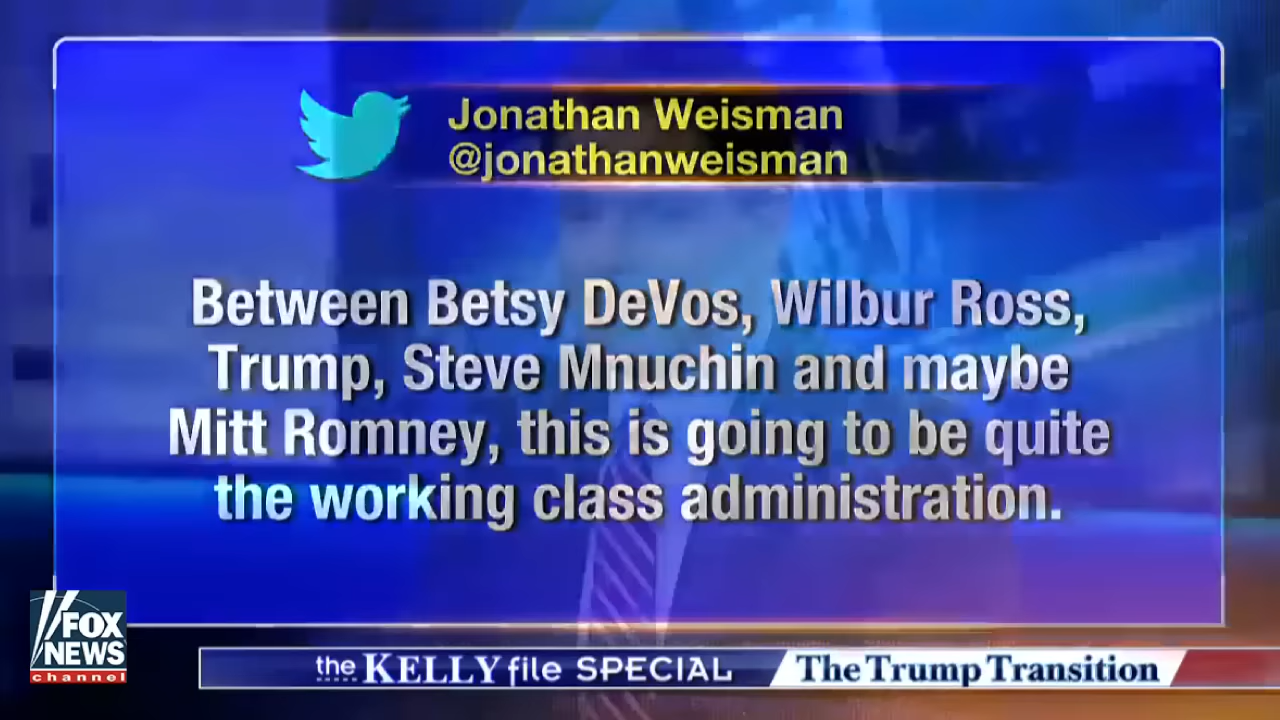 Jonathan Weisman
@jonathanweisman
Between Betsy DeVos, Wilbur Ross,
Trump, Steve Mnuchin and maybe
Mitt Romney, this is going to be quite
the working class administration.
FOX
NEWS
channel
the KELLY file SPECIAL
The Trump Transition